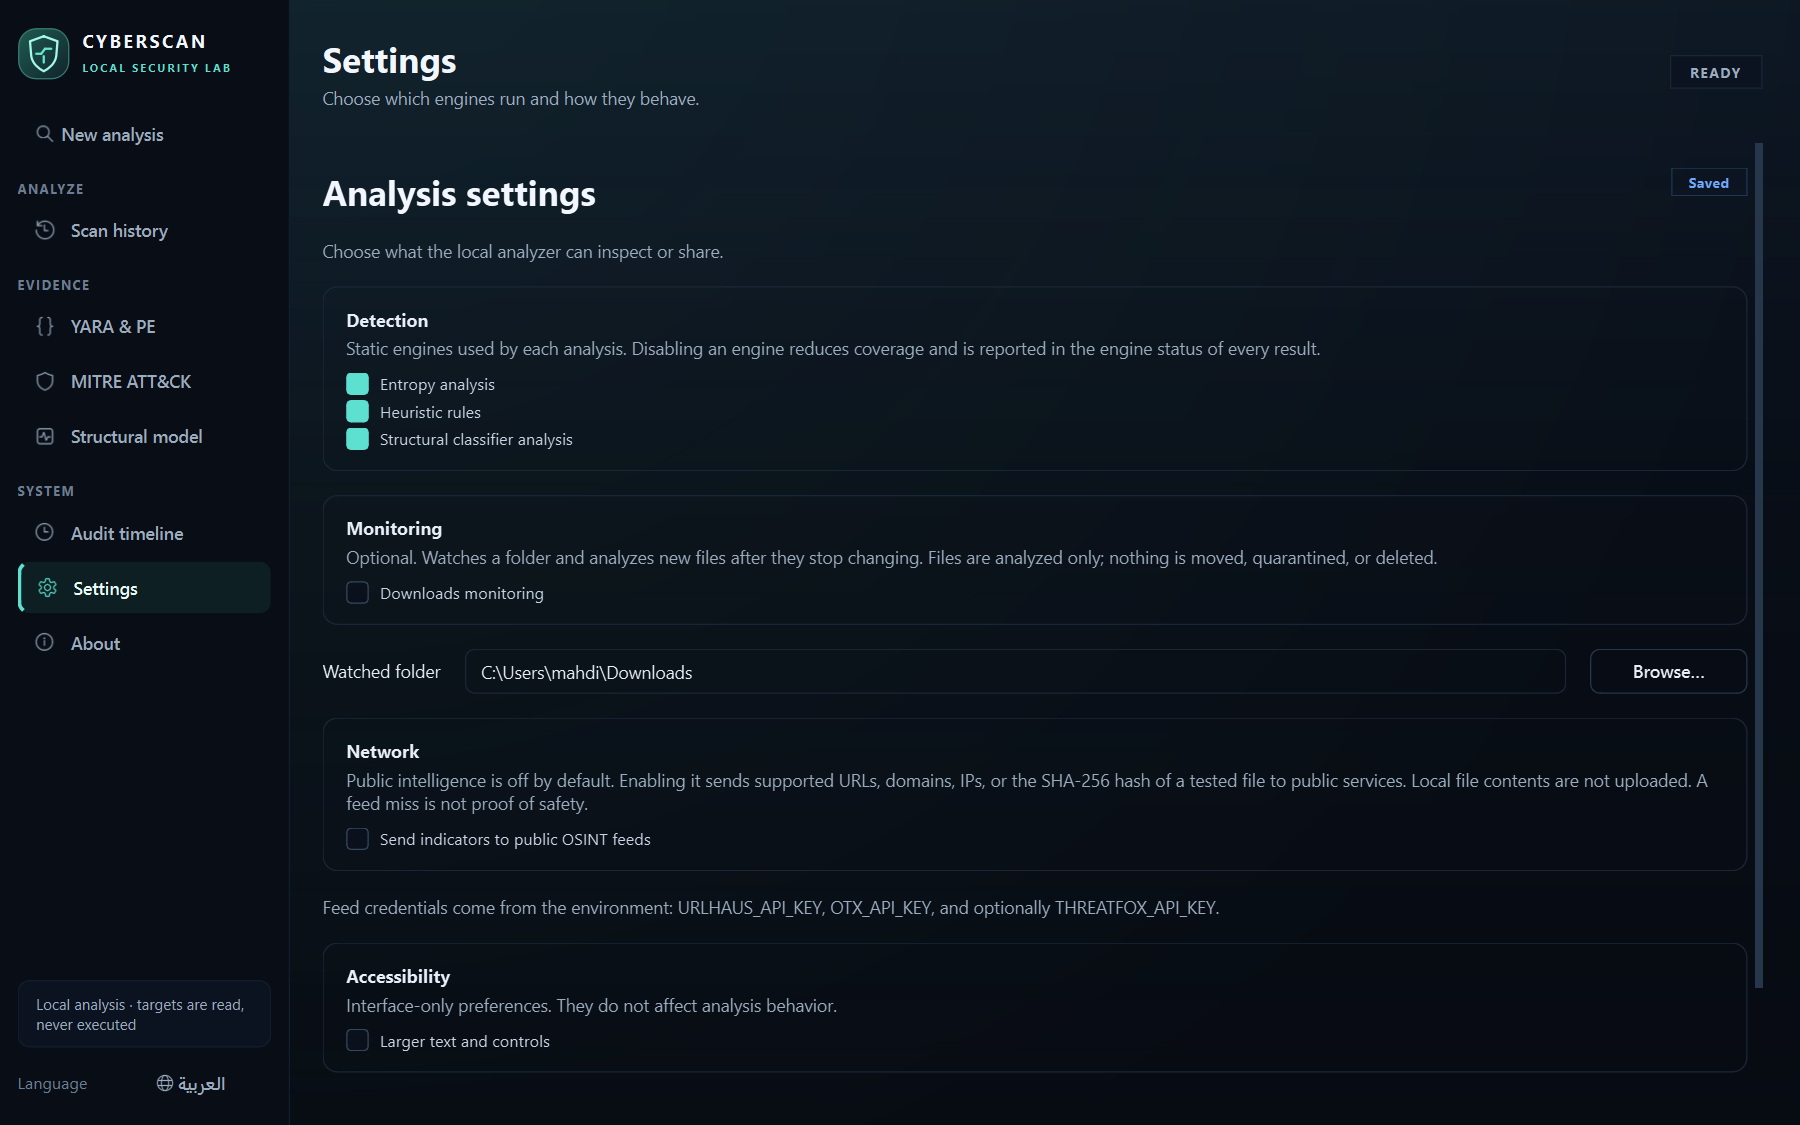 CYBERSCAN
LOCAL SECURITY LAB
New analysis
ANALYZE
Scan history
EVIDENCE
YARA & PE
MITRE ATT&CK
Structural model
SYSTEM
Audit timeline
Settings
About
Local analysis · targets are read,
never executed
Language
العربية
Settings
Choose which engines run and how they behave.
READY
Analysis settings
Saved
Choose what the local analyzer can inspect or share.
Detection
Static engines used by each analysis. Disabling an engine reduces coverage and is reported in the engine status of every result.
Entropy analysis
Heuristic rules
Structural classifier analysis
Monitoring
Optional. Watches a folder and analyzes new files after they stop changing. Files are analyzed only; nothing is moved, quarantined, or deleted.
Downloads monitoring
Watched folder
C:\Users\mahdi\Downloads
Browse...
Network
Public intelligence is off by default. Enabling it sends supported URLs, domains, IPs, or the SHA-256 hash of a tested file to public services. Local file contents are not uploaded. A
feed miss is not proof of safety.
Send indicators to public OSINT feeds
Feed credentials come from the environment: URLHAUS_API_KEY, OTX_API_KEY, and optionally THREATFOX_API_KEY.
Accessibility
Interface-only preferences. They do not affect analysis behavior.
Larger text and controls